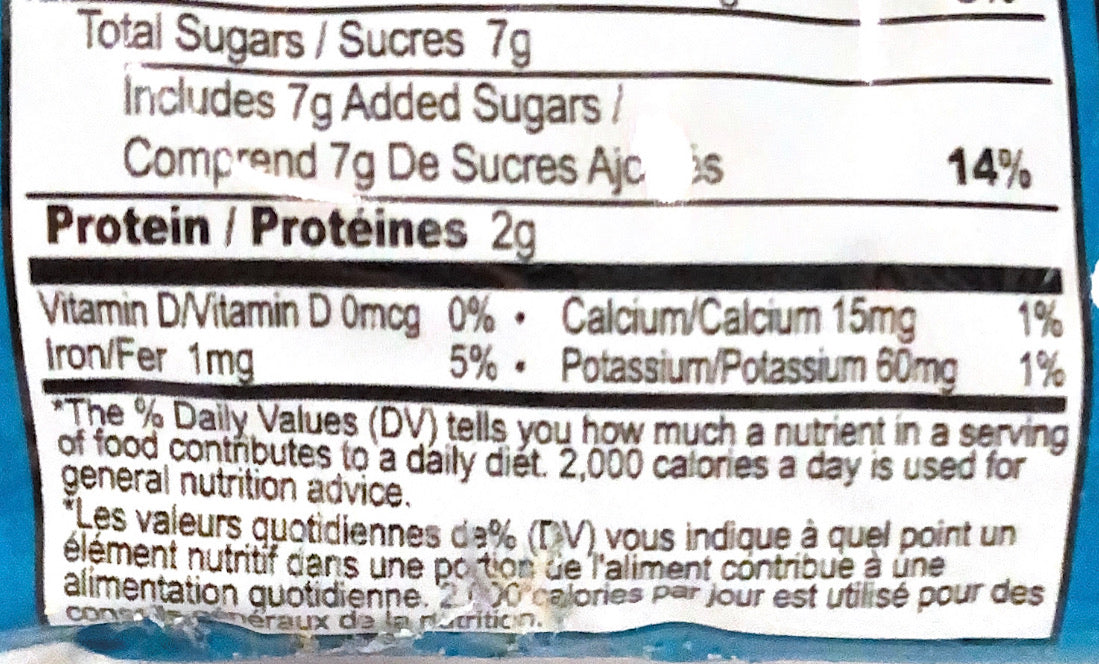 Total Sugars / Sucres 7g
Includes 7g Added Sugars /
Comprend 7g De Sucres 14%
Protein / Protéines 2g
Vitamin D/Vitamin D 0mcg 0% • Calcium/Calcium 15mg 1%
Iron/Fer 1mg 5% • Potassium/Potassium 60mg 1%
*The % Daily Values (DV) tells you how much a nutrient in a serving
of food contributes to a daily diet. 2,000 calories a day is used for
general nutrition advice.
*Les valeurs quotidiennes de% (DV) vous indique à quel point un
élément nutritif dans une portion de l'aliment contribue à une
alimentation quotidienne. calories par jour est utilisé pour des
de la nutrition.